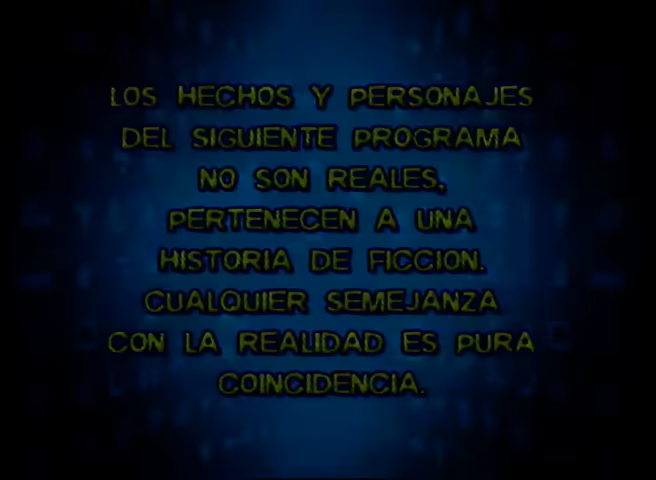 LOS HECHOS Y PERSONAJES
DEL SIGUIENTE PROGRAMA
NO SON REALES,
PERTENECEN A UNA
HISTORIA DE FICCION.
CUALQUIER SEMEJANZA
CON LA REALIDAD ES PURA
COINCIDENCIA.